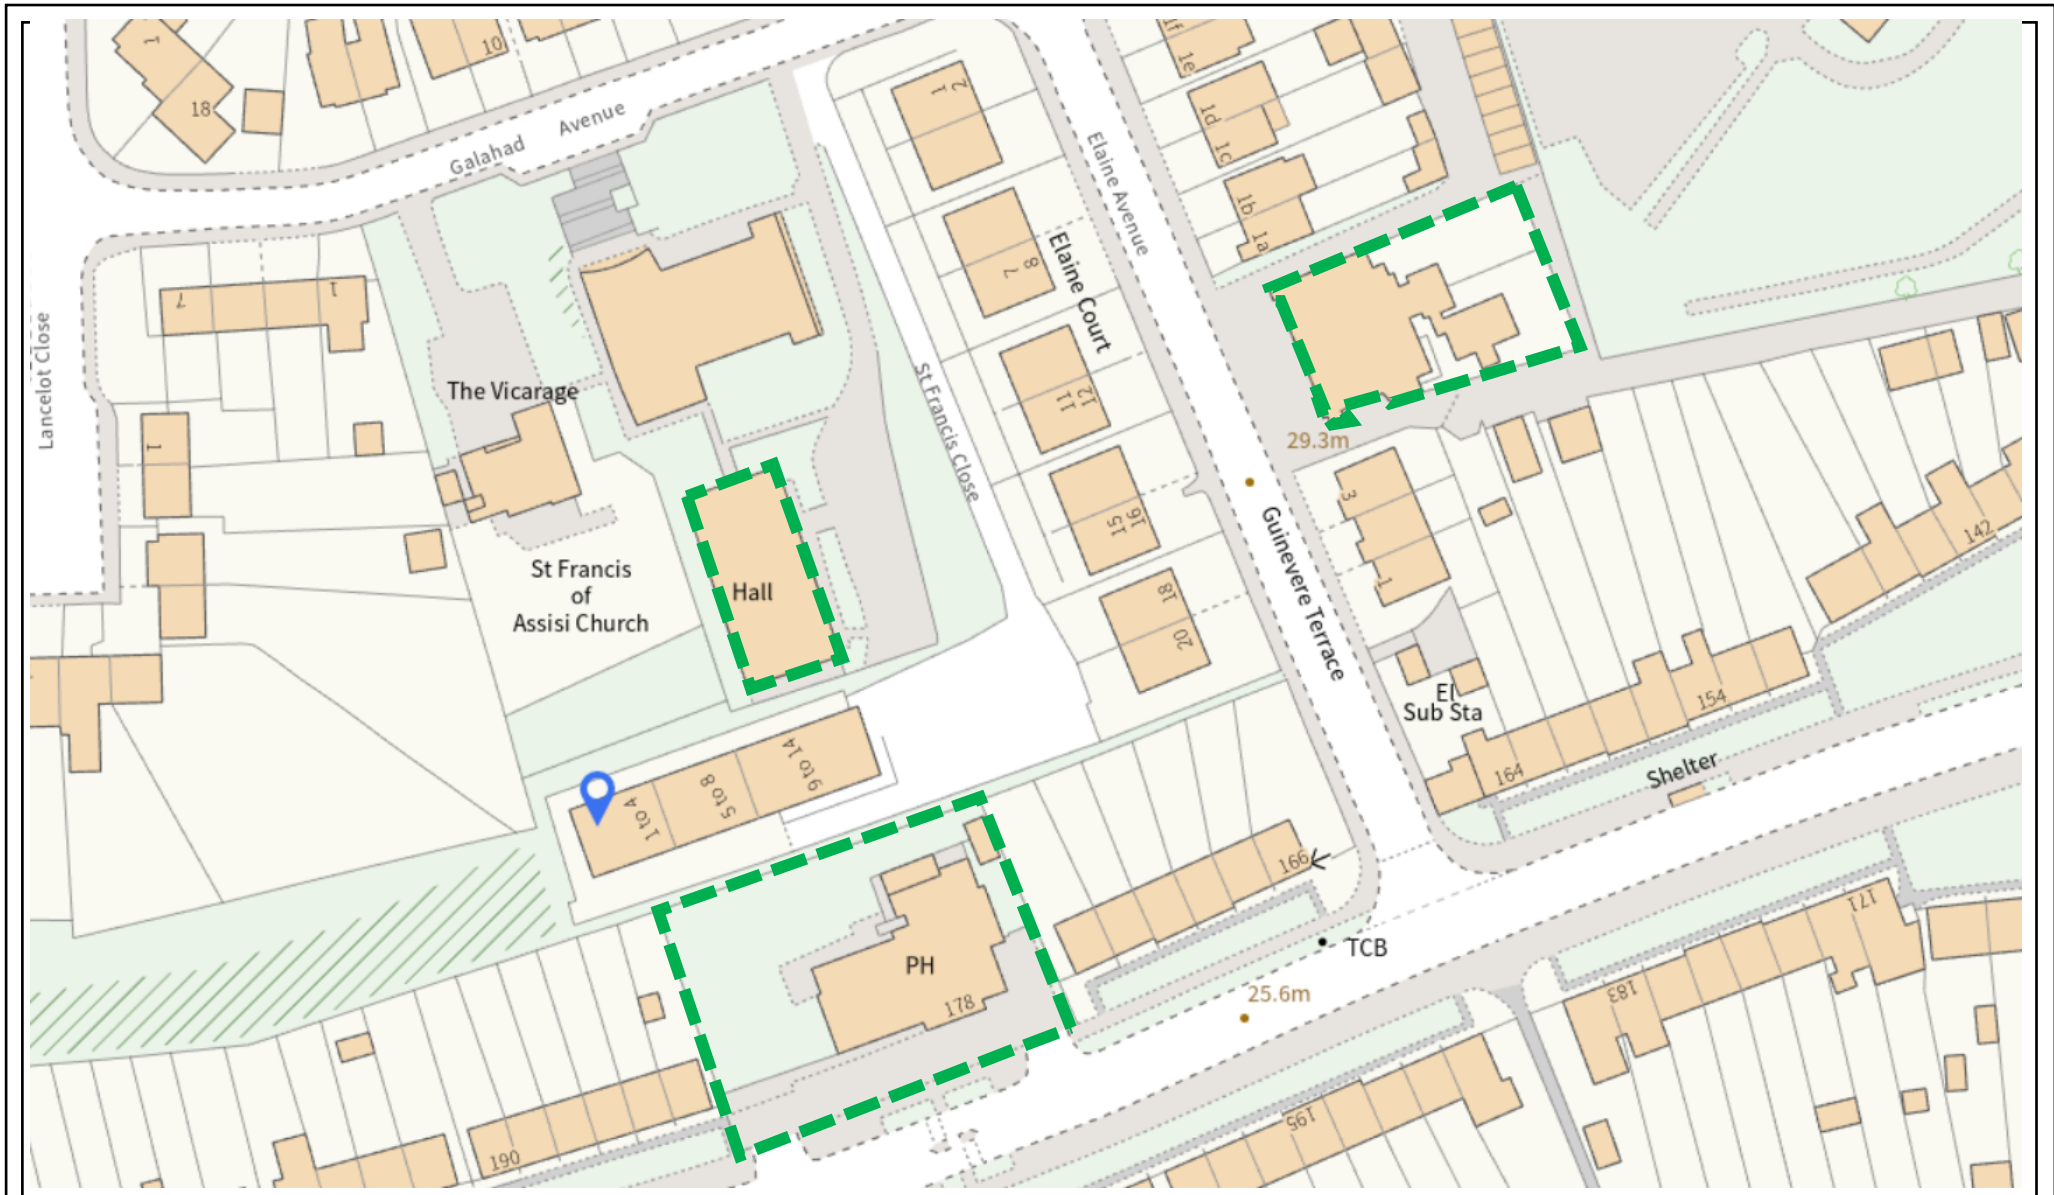 1
18
10
Galahad Avenue
2
1
1f
1e
1d
1c
1b
1a
Elaine Avenue
8
7
Elaine Court
7
1
Lancelot Close
The Vicarage
St Francis Close
12
11
29.3m
1
16
15
3
1
Guinevere Terrace
142
St Francis
of
Assisi Church
Hall
18
20
El
Sub Sta
154
164
Shelter
9 to 14
5 to 8
1 to 4
166
171
TCB
PH
178
25.6m
183
195
190